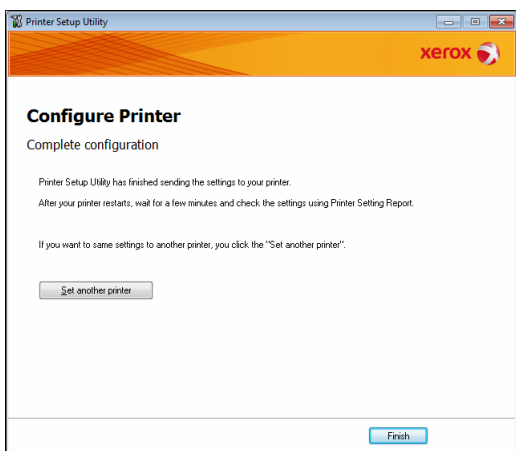 Printer Setup Utility
xerox
Configure Printer
Complete configuration
Printer Setup Utility has finished sending the settings to your printer.
After your printer restarts, wait for a few minutes and check the settings using Printer Setting Report.
If you want to same settings to another printer, you click the "Set another printer".
Set another printer
Finish